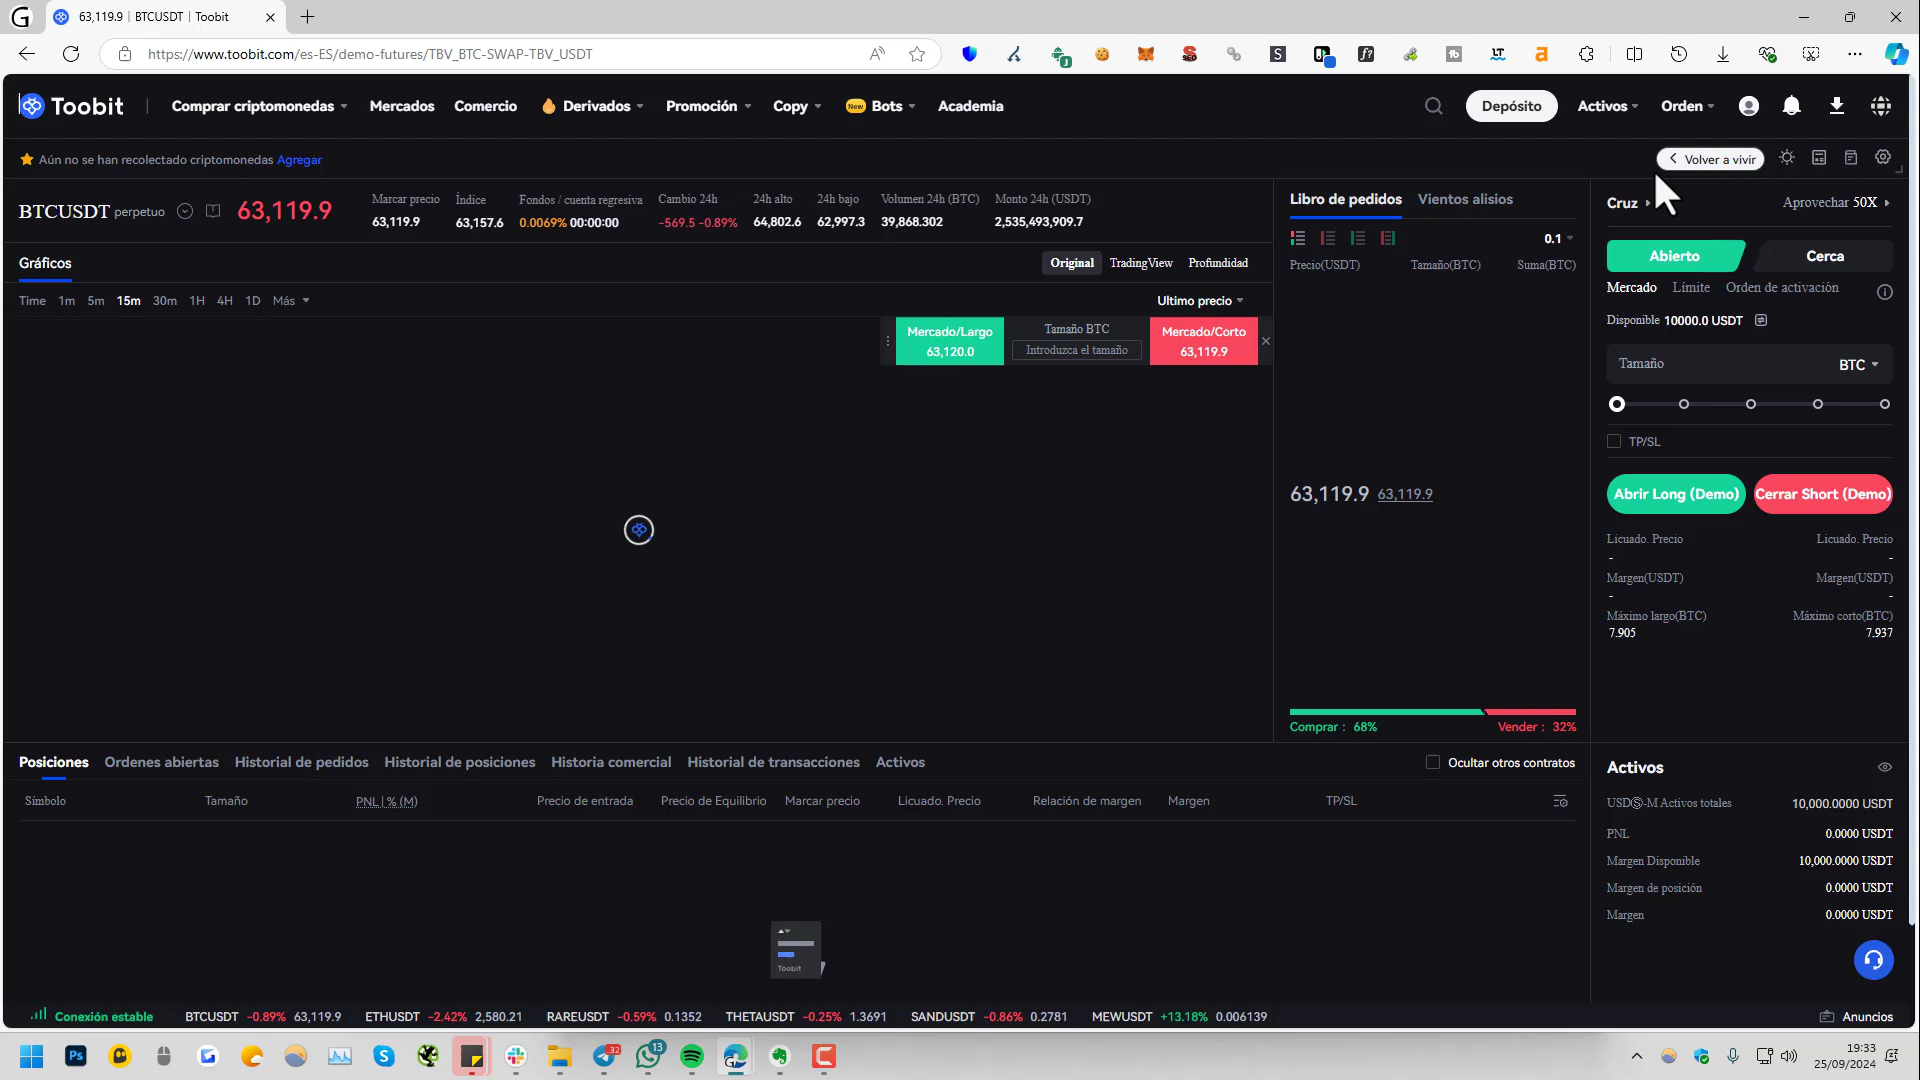 63,119.9 | BTCUSDT | Toobit
https://www.toobit.com/es-ES/demo-futures/TBV_BTC-SWAP-TBV_USDT
Toobit
Comprar criptomonedas
Mercados
Comercio
Derivados
Promoción
Copy
New
Bots
Academia
Depósito
Activos
Orden
Aún no se han recolectado criptomonedas Agregar
Volver a vivir
BTCUSDT perpetuo
63,119.9
Marcar precio
63,119.9
Índice
63,157.6
Fondos / cuenta regresiva
0.0069% 00:00:00
Cambio 24h
-569.5 -0.89%
24h alto
64,802.6
24h bajo
62,997.3
Volumen 24h (BTC)
39,868.302
Monto 24h (USDT)
2,535,493,909.7
Gráficos
Original
TradingView
Profundidad
Time 1m 5m 15m 30m 1H 4H 1D Más
Ultimo precio
Mercado/Largo
63,120.0
Tamaño BTC
Introduzca el tamaño
Mercado/Corto
63,119.9
Libro de pedidos
Vientos alisios
0.1
Precio(USDT)
Tamaño(BTC)
Suma(BTC)
63,119.9 63,119.9
Comprar : 68%
Vender : 32%
Cruz
Aprovechar 50X
Abierto
Cerca
Mercado
Límite
Orden de activación
Disponible 10000.0 USDT
Tamaño
BTC
TP/SL
Abrir Long (Demo)
Cerrar Short (Demo)
Licuado. Precio
Licuado. Precio
-
-
Margen(USDT)
Margen(USDT)
-
-
Máximo largo(BTC)
Máximo corto(BTC)
7.905
7.937
Posiciones
Ordenes abiertas
Historial de pedidos
Historial de posiciones
Historia comercial
Historial de transacciones
Activos
Ocultar otros contratos
Símbolo
Tamaño
PNL | % (M)
Precio de entrada
Precio de Equilibrio
Marcar precio
Licuado. Precio
Relación de margen
Margen
TP/SL
Toobit
Activos
USDⓈ-M Activos totales
10,000.0000 USDT
PNL
0.0000 USDT
Margen Disponible
10,000.0000 USDT
Margen de posición
0.0000 USDT
Margen
0.0000 USDT
Conexión estable
BTCUSDT -0.89% 63,119.9
ETHUSDT -2.42% 2,580.21
RAREUSDT -0.59% 0.1352
THETAUSDT -0.25% 1.3691
SANDUSDT -0.86% 0.2781
MEWUSDT +13.18% 0.006139
Anuncios
Ps
32
13
19:33
25/09/2024